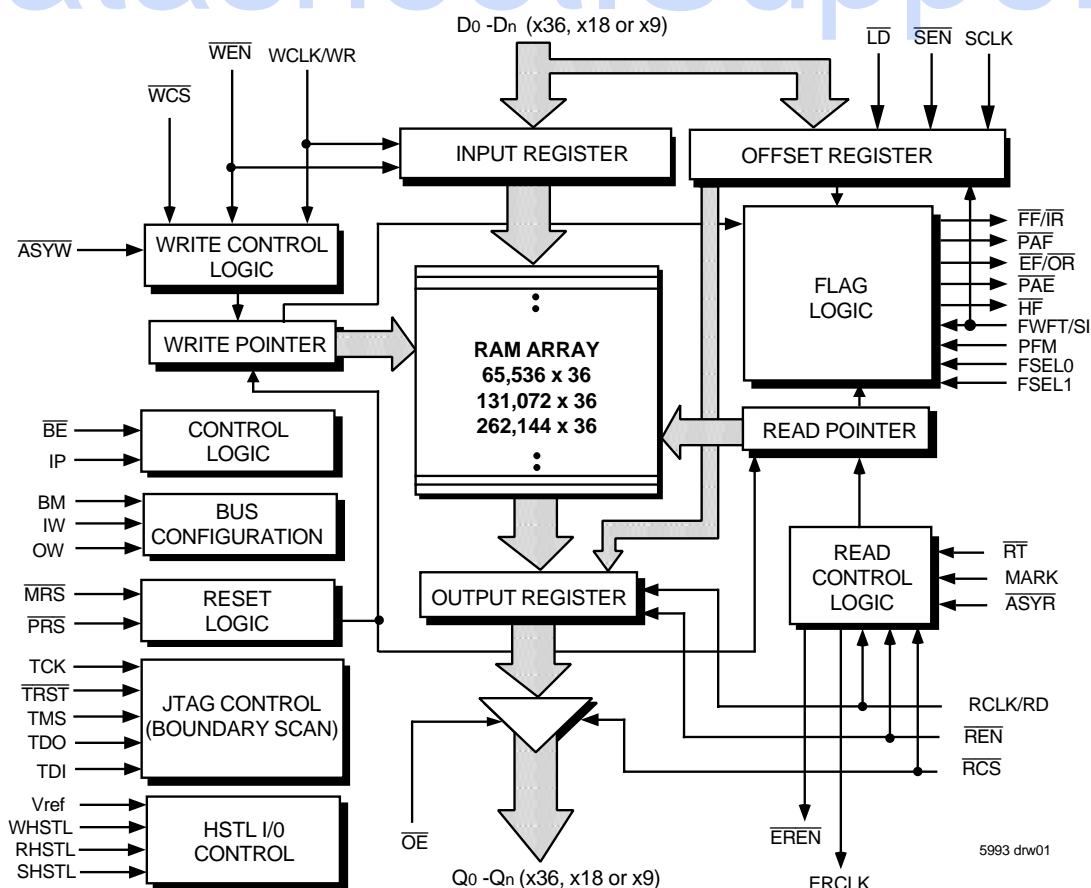 atasheet.Suppor
D0 -Dn (x36, x18 or x9)
WEN WCLK/WR
WCS
LD SEN SCLK
INPUT REGISTER
OFFSET REGISTER
ASYW
WRITE CONTROL
LOGIC
WRITE POINTER
RAM ARRAY
65,536 x 36
131,072 x 36
262,144 x 36
FLAG
LOGIC
FF/IR
PAF
EF/OR
PAE
HF
FWFT/SI
PFM
FSEL0
FSEL1
READ POINTER
BE
IP
CONTROL
LOGIC
BM
IW
OW
BUS
CONFIGURATION
READ
CONTROL
LOGIC
RT
MARK
ASYR
MRS
PRS
RESET
LOGIC
OUTPUT REGISTER
TCK
TRST
TMS
TDO
TDI
JTAG CONTROL
(BOUNDARY SCAN)
RCLK/RD
REN
RCS
Vref
WHSTL
RHSTL
SHSTL
HSTL I/0
CONTROL
OE
EREN
ERCLK
Q0 -Qn (x36, x18 or x9)
5993 drw01